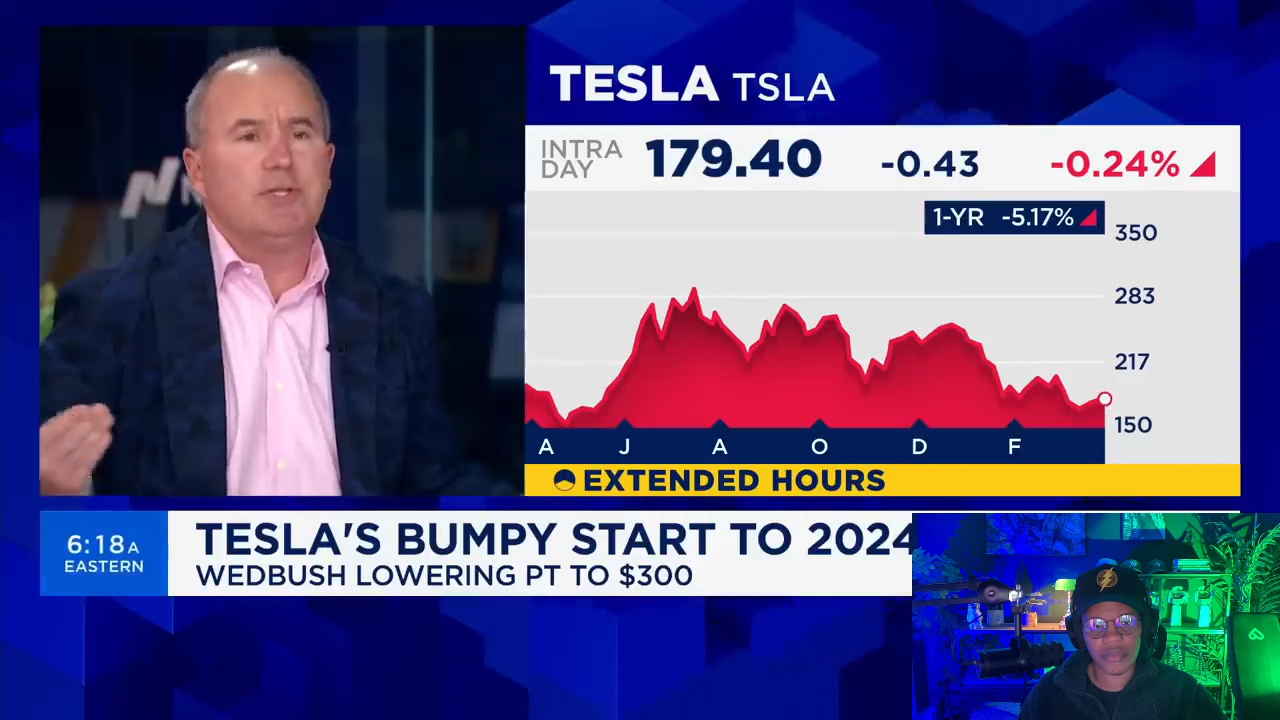 TESLA TSLA
INTRA
DAY
179.40 -0.43 -0.24%
1-YR -5.17%
350
283
217
150
A J A O D F
EXTENDED HOURS
6:18A
EASTERN
TESLA'S BUMPY START TO 2024
WEDBUSH LOWERING PT TO $300